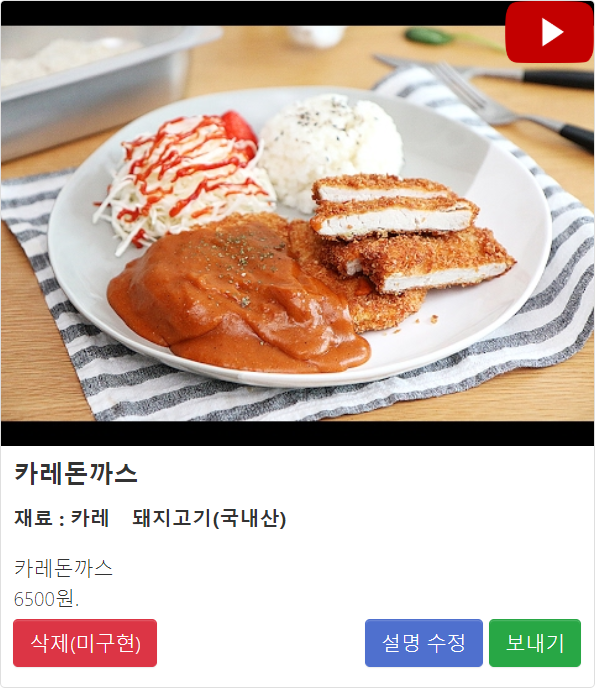 카레돈까스
재료 : 카레 돼지고기(국내산)
카레돈까스
6500원.
삭제(미구현) 설명 수정 보내기